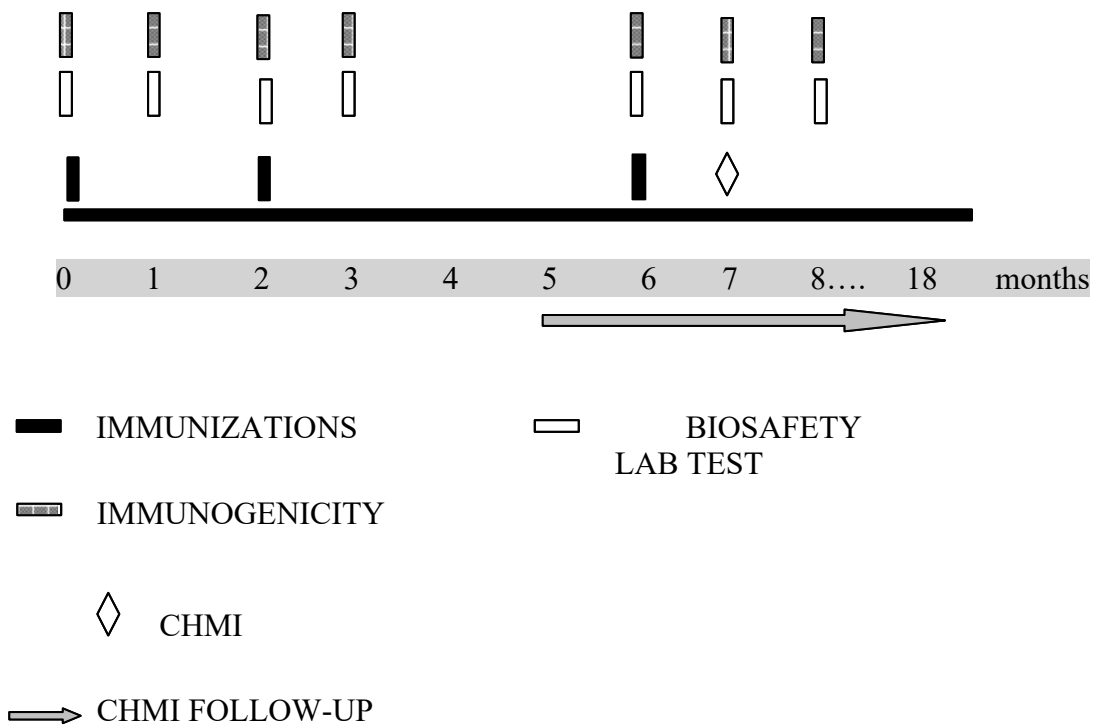 0 1 2 3 4 5 6 7 8…. 18 months
IMMUNIZATIONS
BIOSAFETY
LAB TEST
IMMUNOGENICITY
CHMI
CHMI FOLLOW-UP